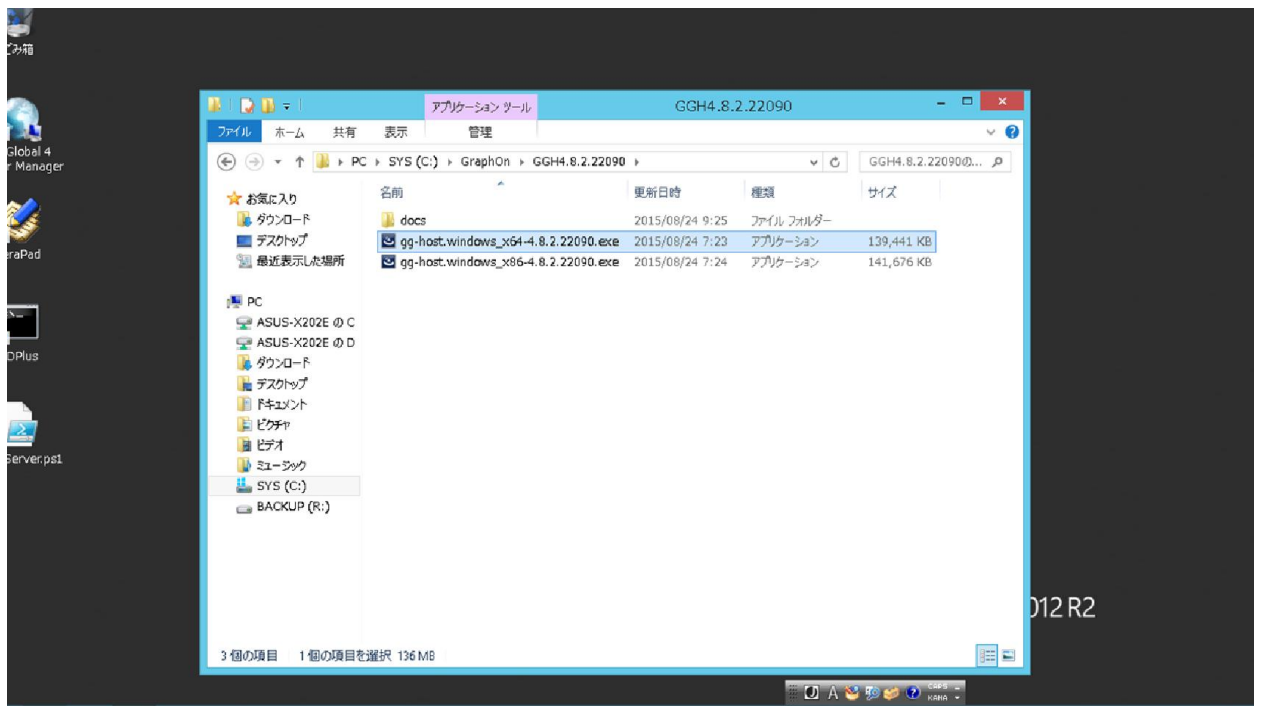 ごみ箱
Global 4
r Manager
eraPad
OPlus
Server.ps1
アプリケーション ツール
GGH4.8.2.22090
ファイル ホーム 共有 表示 管理
PC SYS (C:) GraphOn GGH4.8.2.22090
GGH4.8.2.22090の...
名前 更新日時 種類 サイズ
docs 2015/08/24 9:25 ファイル フォルダー
gg-host.windows_x64-4.8.2.22090.exe 2015/08/24 7:23 アプリケーション 139,441 KB
gg-host.windows_x86-4.8.2.22090.exe 2015/08/24 7:24 アプリケーション 141,676 KB
お気に入り
ダウンロード
デスクトップ
最近表示した場所
PC
ASUS-X202E の C
ASUS-X202E の D
ダウンロード
デスクトップ
ドキュメント
ピクチャ
ビデオ
ミュージック
SYS (C:)
BACKUP (R:)
012 R2
3 個の項目 1 個の項目を選択 136 MB
A
CAPS
KANA